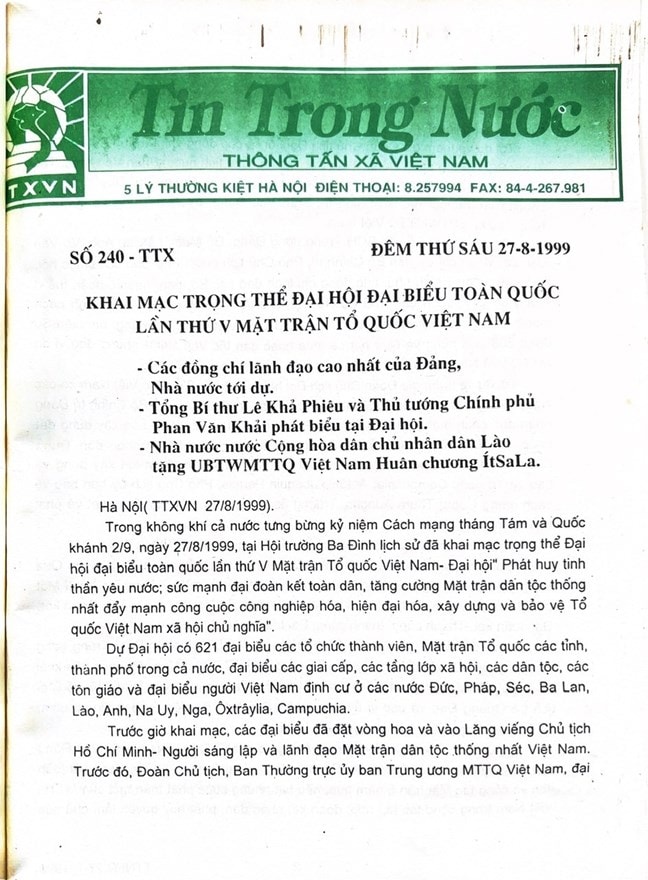 Tin Trong Nước
THÔNG TẤN XÃ VIỆT NAM
TXVN
5 LÝ THƯỜNG KIỆT HÀ NỘI ĐIỆN THOẠI: 8.257994 FAX: 84-4-267.981
SỐ 240 - TTX ĐÊM THỨ SÁU 27-8-1999
KHAI MẠC TRỌNG THỂ ĐẠI HỘI ĐẠI BIỂU TOÀN QUỐC
LẦN THỨ V MẶT TRẬN TỔ QUỐC VIỆT NAM
- Các đồng chí lãnh đạo cao nhất của Đảng,
Nhà nước tới dự.
- Tổng Bí thư Lê Khả Phiêu và Thủ tướng Chính phủ
Phan Văn Khải phát biểu tại Đại hội.
- Nhà nước nước Cộng hòa dân chủ nhân dân Lào
tặng UBTWMTTQ Việt Nam Huân chương ÍtSaLa.
Hà Nội( TTXVN 27/8/1999).
Trong không khí cả nước tưng bừng kỷ niệm Cách mạng tháng Tám và Quốc
khánh 2/9, ngày 27/8/1999, tại Hội trường Ba Đình lịch sử đã khai mạc trọng thể Đại
hội đại biểu toàn quốc lần thứ V Mặt trận Tổ quốc Việt Nam- Đại hội" Phát huy tinh
thần yêu nước; sức mạnh đại đoàn kết toàn dân, tăng cường Mặt trận dân tộc thống
nhất đẩy mạnh công cuộc công nghiệp hóa, hiện đại hóa, xây dựng và bảo vệ Tổ
quốc Việt Nam xã hội chủ nghĩa".
Dự Đại hội có 621 đại biểu các tổ chức thành viên, Mặt trận Tổ quốc các tỉnh,
thành phố trong cả nước, đại biểu các giai cấp, các tầng lớp xã hội, các dân tộc, các
tôn giáo và đại biểu người Việt Nam định cư ở các nước Đức, Pháp, Séc, Ba Lan,
Lào, Anh, Na Uy, Nga, Ôxtrâylia, Campuchia.
Trước giờ khai mạc, các đại biểu đã đặt vòng hoa và vào Lăng viếng Chủ tịch
Hồ Chí Minh- Người sáng lập và lãnh đạo Mặt trận dân tộc thống nhất Việt Nam.
Trước đó, Đoàn Chủ tịch, Ban Thường trực ủy ban Trung ương MTTQ Việt Nam, đại